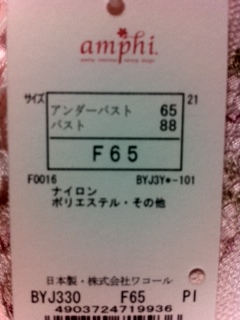 amphi
サイズ 21
アンダーバスト 65
バスト 88
F65
F0016 BYJ3Y*-101
ナイロン
ポリエステル・その他
日本製・株式会社ワコール
BYJ330 F65 PI
4903724719936